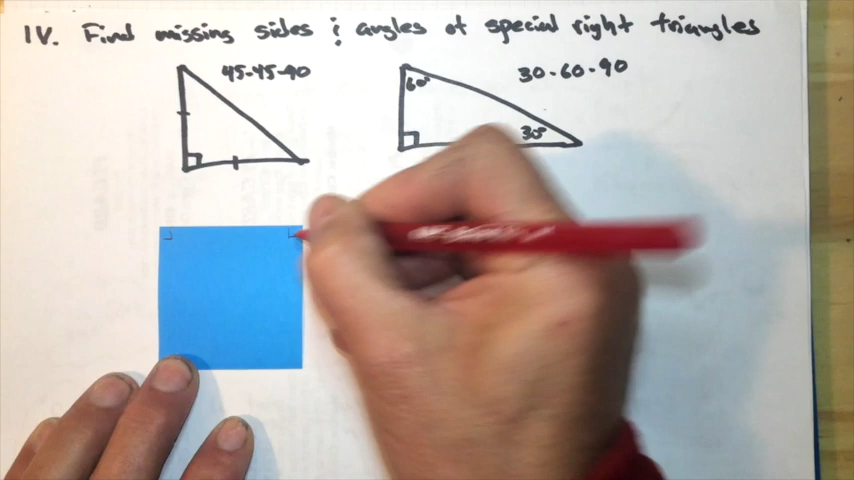 IV. Find missing sides & angles of special right triangles
45-45-90
30-60-90
60°
30°